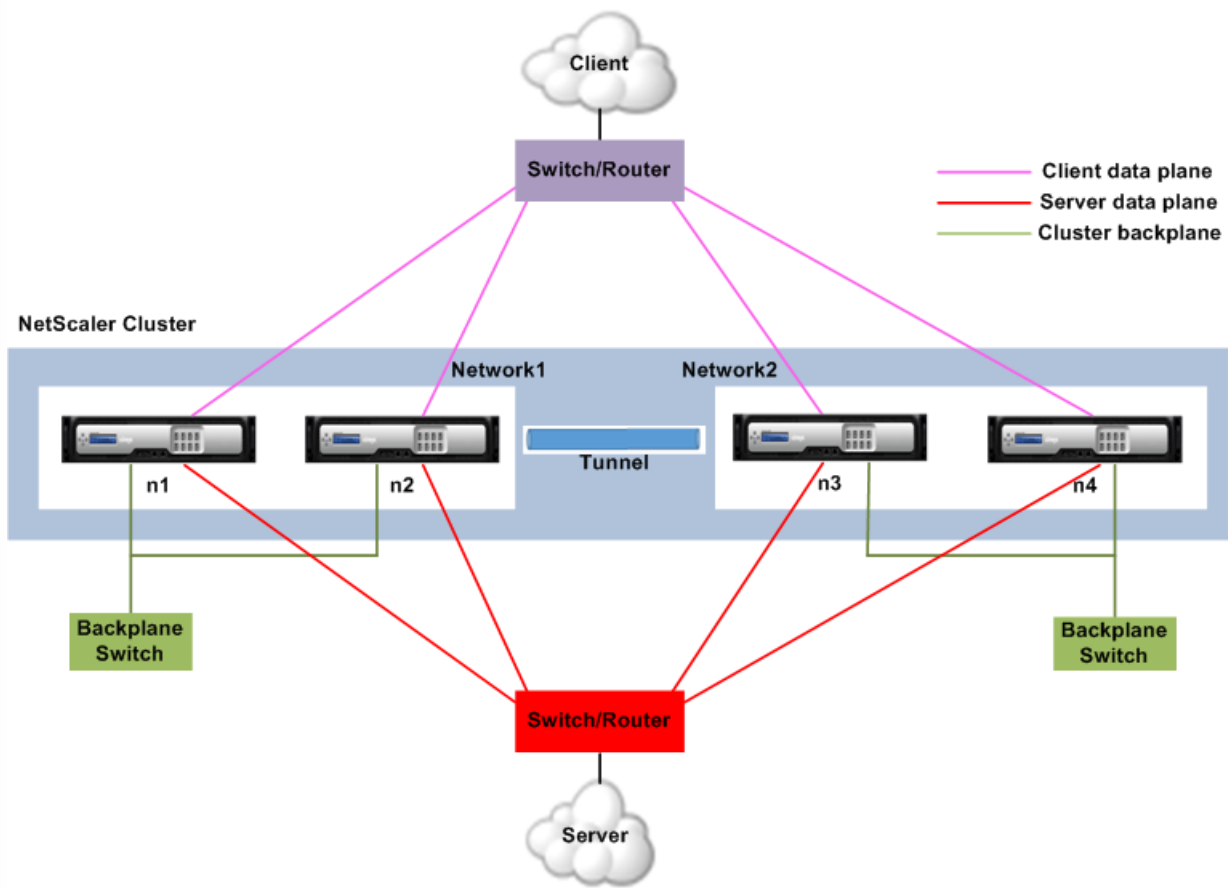 Client
Switch/Router
Client data plane
Server data plane
Cluster backplane
NetScaler Cluster
Network1
Network2
Tunnel
n1
n2
n3
n4
Backplane
Switch
Backplane
Switch
Switch/Router
Server